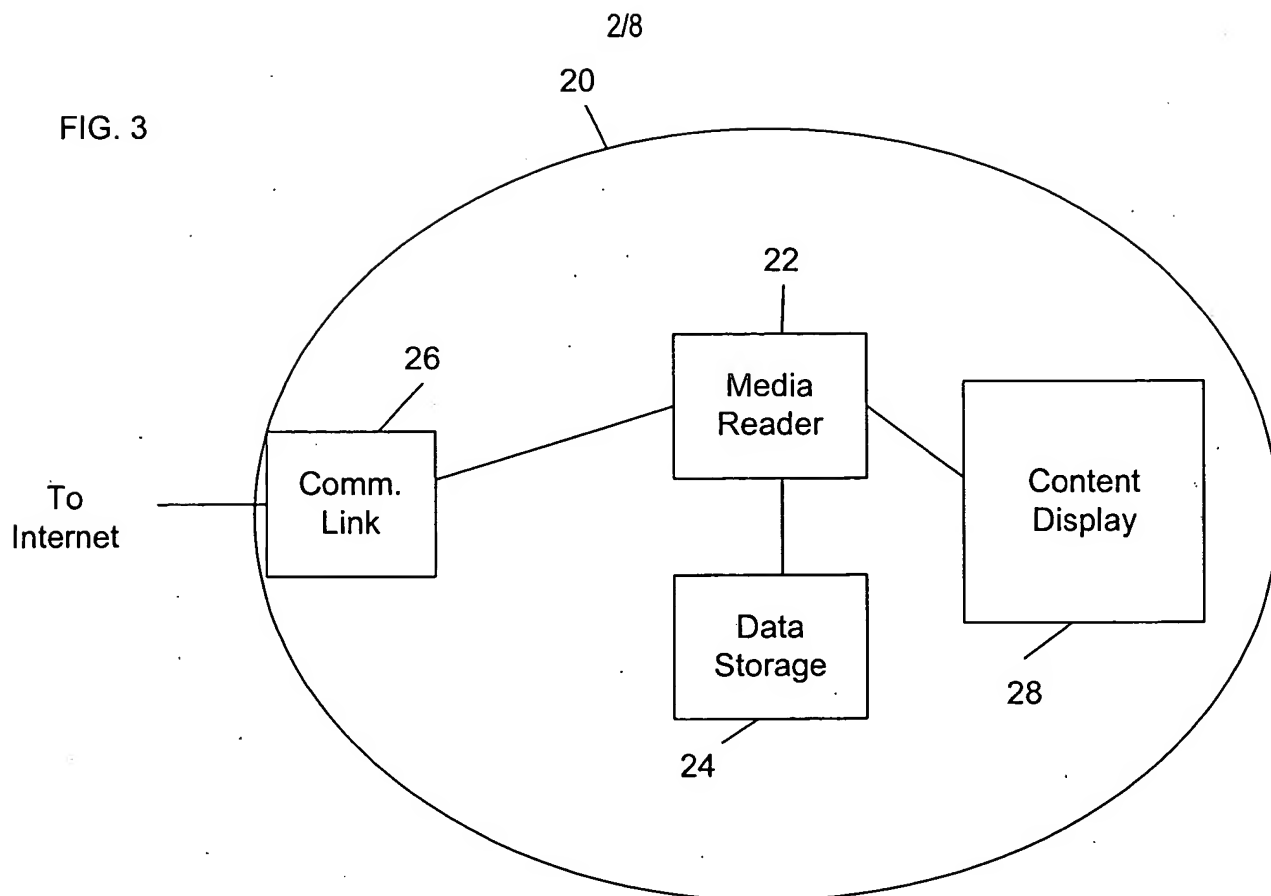 2/8
FIG. 3
20
22
26
Media
Reader
Comm.
Link
Content
Display
To
Internet
Data
Storage
28
24